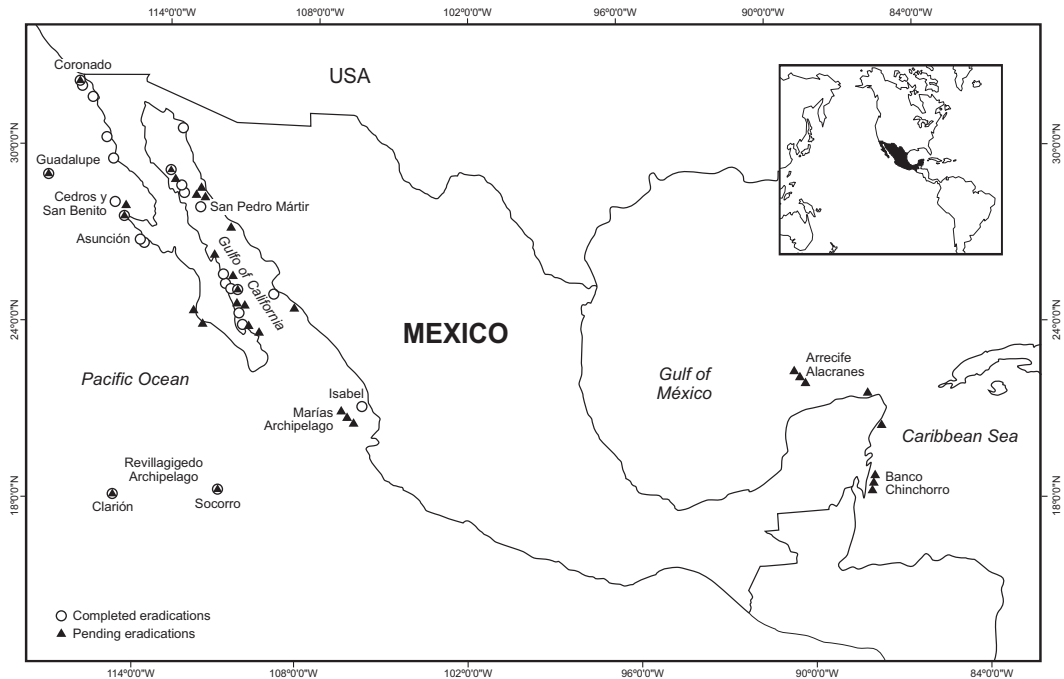 114°0'0"W
108°0'0"W
102°0'0"W
96°0'0"W
90°0'0"W
84°0'0"W
30°0'0"N
24°0'0"N
18°0'0"N
30°0'0"N
24°0'0"N
18°0'0"N
Coronado
USA
Guadalupe
Cedros y
San Benito
San Pedro Mártir
Asunción
Gulfo of California
MEXICO
Pacific Ocean
Gulf of
México
Arrecife
Alacranes
Isabel
Marías
Archipelago
Caribbean Sea
Revillagigedo
Archipelago
Clarión
Socorro
Banco
Chinchorro
Completed eradications
Pending eradications
114°0'0"W
108°0'0"W
102°0'0"W
96°0'0"W
90°0'0"W
84°0'0"W